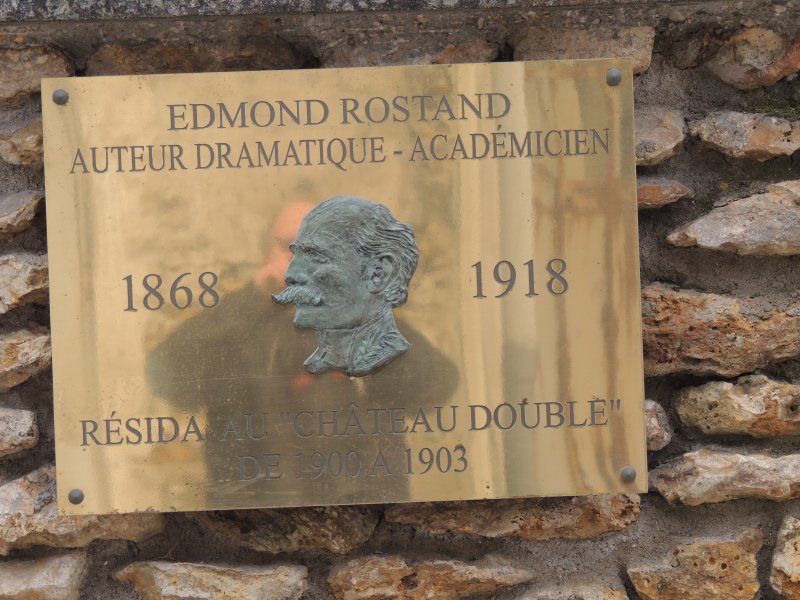 EDMOND ROSTAND
AUTEUR DRAMATIQUE - ACADÉMICIEN
1868 1918
RÉSIDA AU "CHÂTEAU DOUBLE"
DE 1900 A 1903